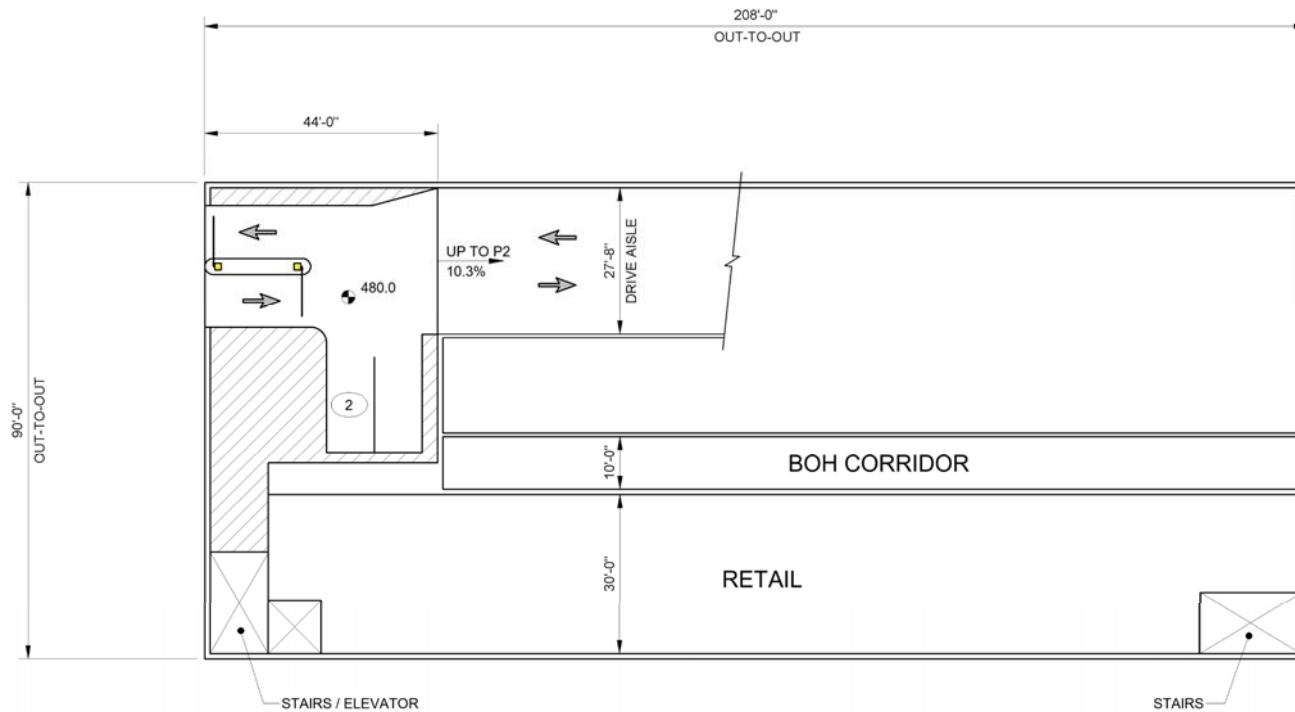 208'-0"
OUT-TO-OUT
44'-0"
UP TO P2
10.3%
27'-8"
DRIVE AISLE
480.0
90'-0"
OUT-TO-OUT
2
10'-0"
BOH CORRIDOR
30'-0"
RETAIL
STAIRS / ELEVATOR
STAIRS